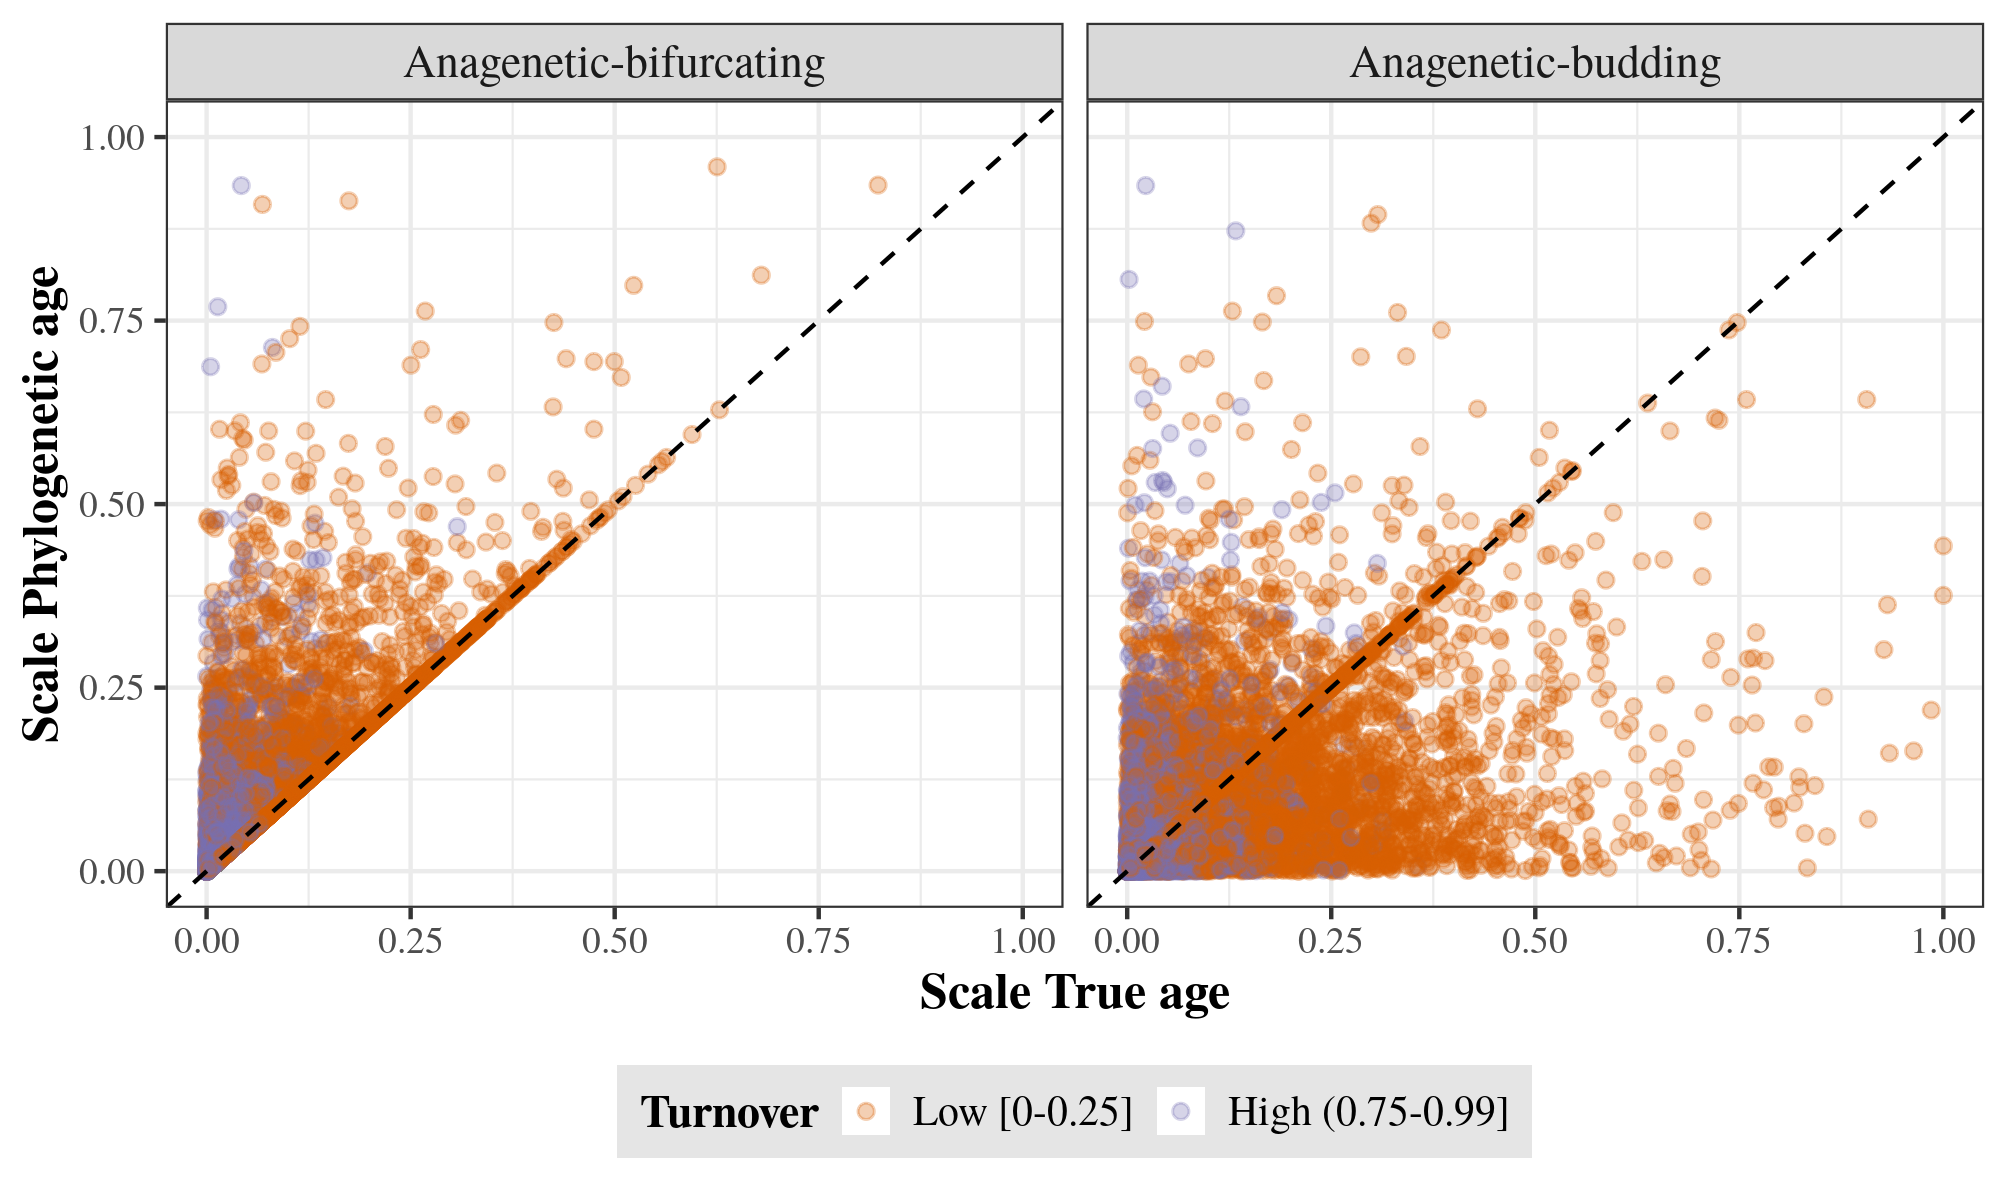 Anagenetic-bifurcating
Anagenetic-budding
Scale Phylogenetic age
1.00
0.75
0.50
0.25
0.00
0.00 0.25 0.50 0.75 1.00
0.00 0.25 0.50 0.75 1.00
Scale True age
Turnover Low [0-0.25] High (0.75-0.99]